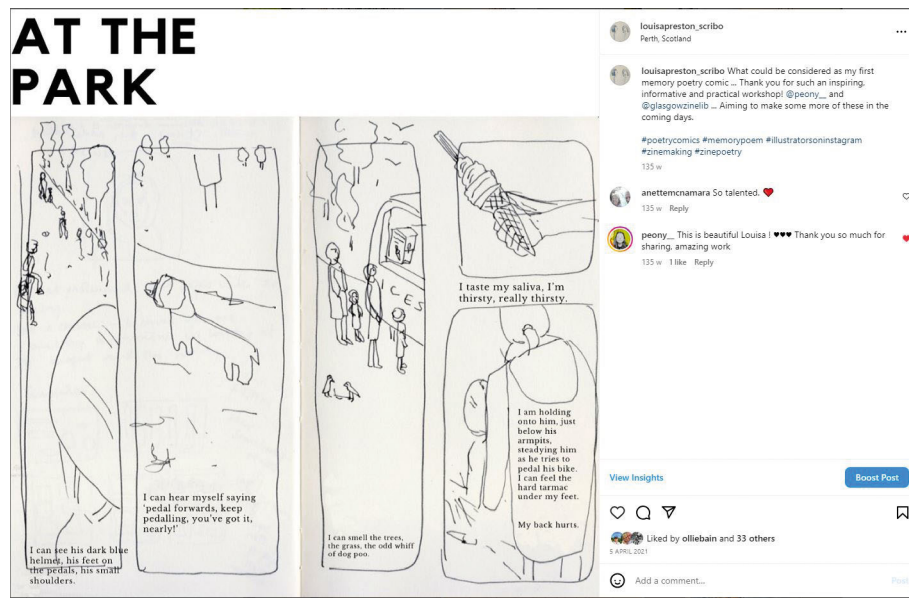 AT THE
PARK
I can see his dark blue
helmet, his feet on
the pedals, his small
shoulders.
I can hear myself saying
'pedal forwards, keep
pedalling, you've got it,
nearly!'
ICES
I can smell the trees,
the grass, the odd whiff
of dog poo.
I taste my saliva, I'm
thirsty, really thirsty.
I am holding
onto him, just
below his
armpits,
steadying him
as he tries to
pedal his bike.
I can feel the
hard tarmac
under my feet.
My back hurts.
louisapreston_scribo
Perth, Scotland
louisapreston_scribo What could be considered as my first
memory poetry comic ... Thank you for such an inspiring,
informative and practical workshop! @peony__ and
@glasgowzinelib ... Aiming to make some more of these in the
coming days.
#poetrycomics #memorypoem #illustratorsoninstagram
#zinemaking #zinepoetry
135 w
anettemcnamara So talented. ❤️
135 w Reply
peony__ This is beautiful Louisa ! ♥♥♥ Thank you so much for
sharing. amazing work
135 w 1 like Reply
View Insights
Boost Post
Liked by olliebain and 33 others
5 APRIL 2021
Add a comment...
Post